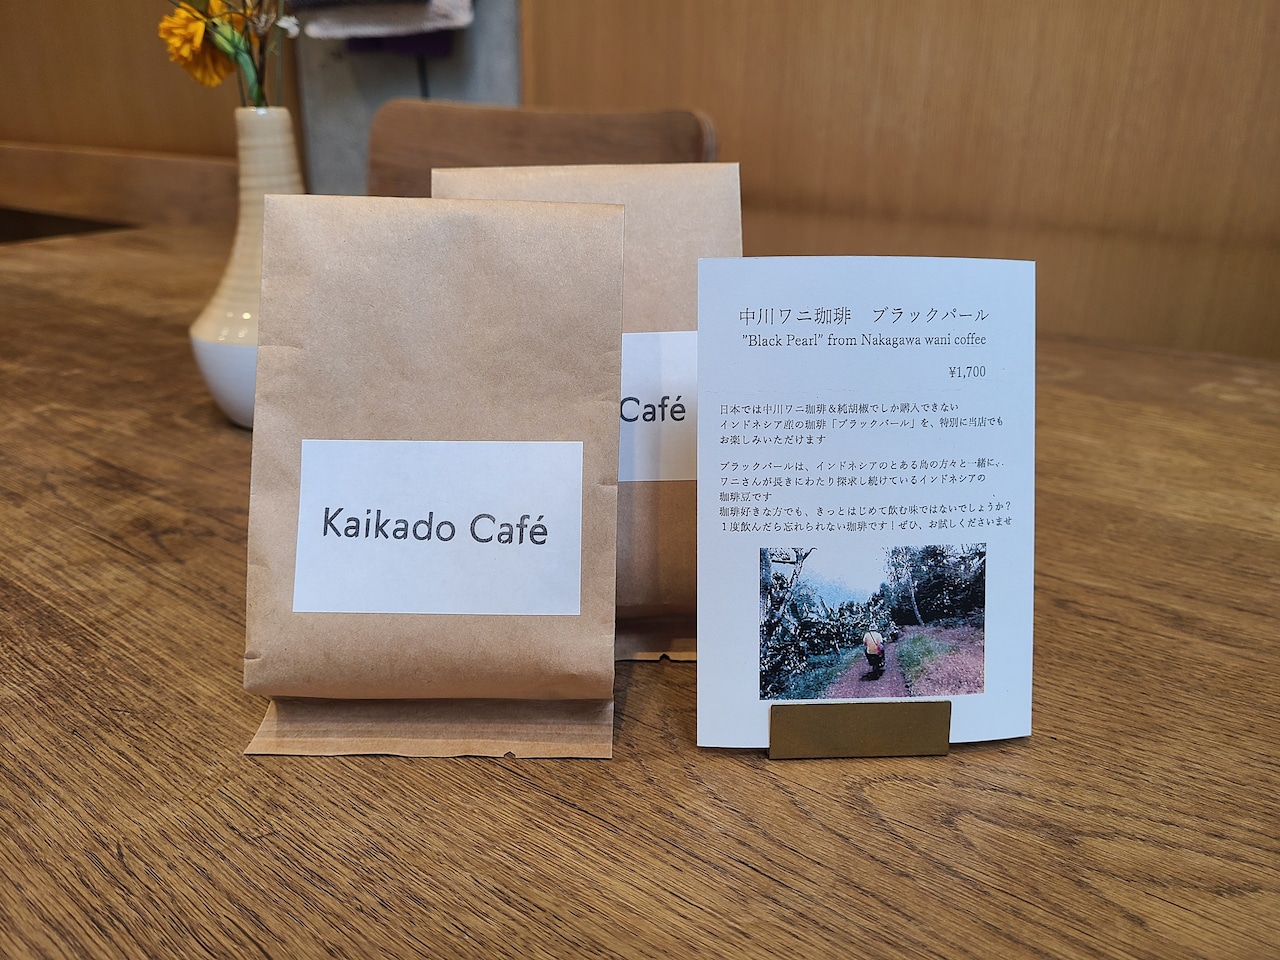 Kaikado Café
Café
中川ワニ珈琲　ブラックパール
"Black Pearl" from Nakagawa wani coffee
¥1,700
日本では中川ワニ珈琲＆純胡椒でしか購入できない
インドネシア産の珈琲「ブラックパール」を、特別に当店でも
お楽しみいただけます
ブラックパールは、インドネシアのとある島の方々と一緒に、
ワニさんが長きにわたり探求し続けているインドネシアの
珈琲豆です
珈琲好きな方でも、きっとはじめて飲む味ではないでしょうか？
１度飲んだら忘れられない珈琲です！ぜひ、お試しくださいませ